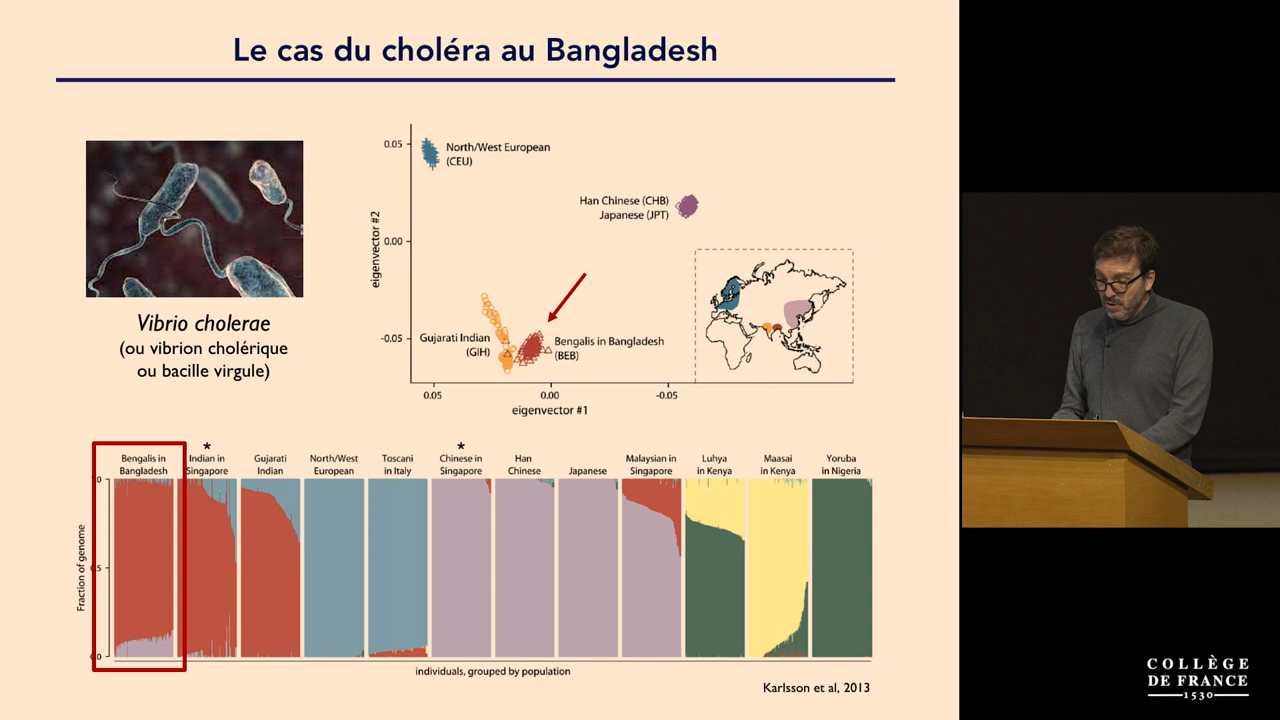 Le cas du choléra au Bangladesh
Vibrio cholerae
(ou vibrion cholérique
ou bacille virgule)
0.05
0.00
-0.05
eigenvector #2
North/West European
(CEU)
Han Chinese (CHB)
Japanese (JPT)
Gujarati Indian
(GIH)
Bengalis in Bangladesh
(BEB)
0.05
0.00
-0.05
eigenvector #1
*
*
Bengalis in
Bangladesh
Indian in
Singapore
Gujarati
Indian
North/West
European
Toscani
in Italy
Chinese in
Singapore
Han
Chinese
Japanese
Malaysian in
Singapore
Luhya
in Kenya
Maasai
in Kenya
Yoruba
in Nigeria
Fraction of genome
individuals, grouped by population
Karlsson et al, 2013
COLLÈGE
DE FRANCE
1530